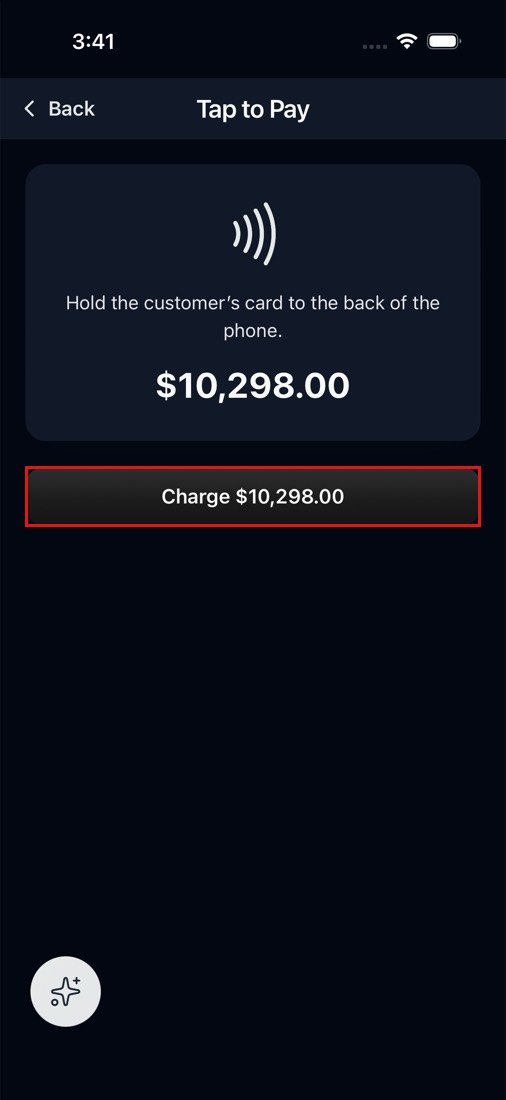 3:41
Back
Tap to Pay
Hold the customer’s card to the back of the
phone.
$10,298.00
Charge $10,298.00